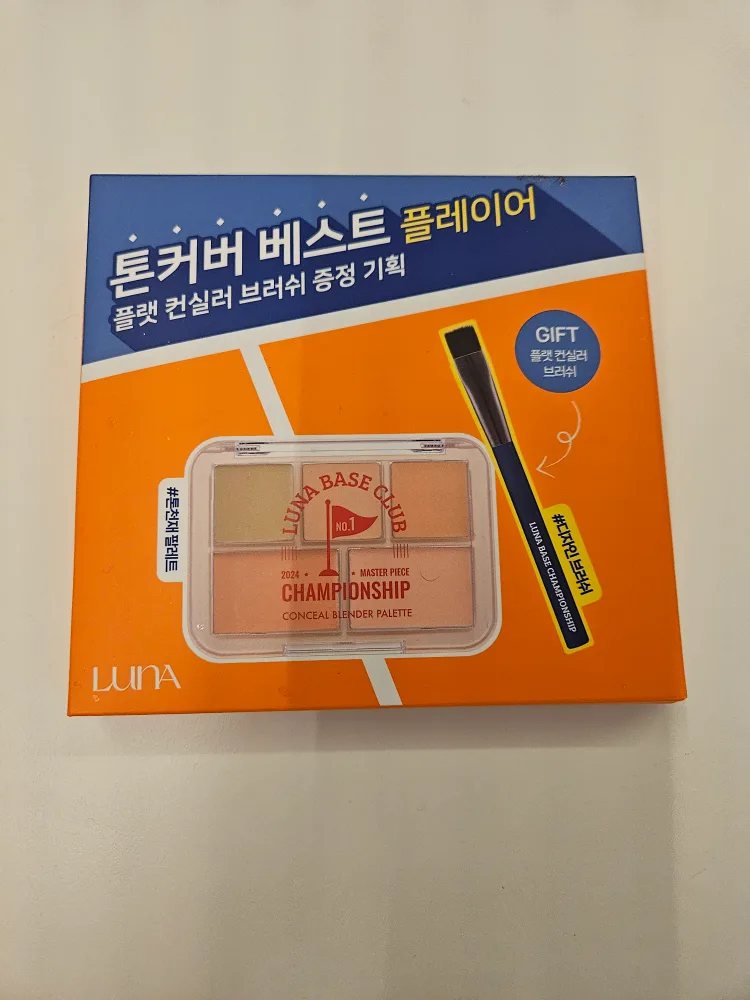 톤커버 베스트 플레이어
플랫 컨실러 브러쉬 증정 기획
GIFT
플랫 컨실러
브러쉬
#톤천재 팔레트
LUNA BASE CLUB
NO.1
2024 ★ ★ MASTER PIECE
CHAMPIONSHIP
CONCEAL BLENDER PALETTE
#디자인 브러쉬
LUNA BASE CHAMPIONSHIP
LUNA